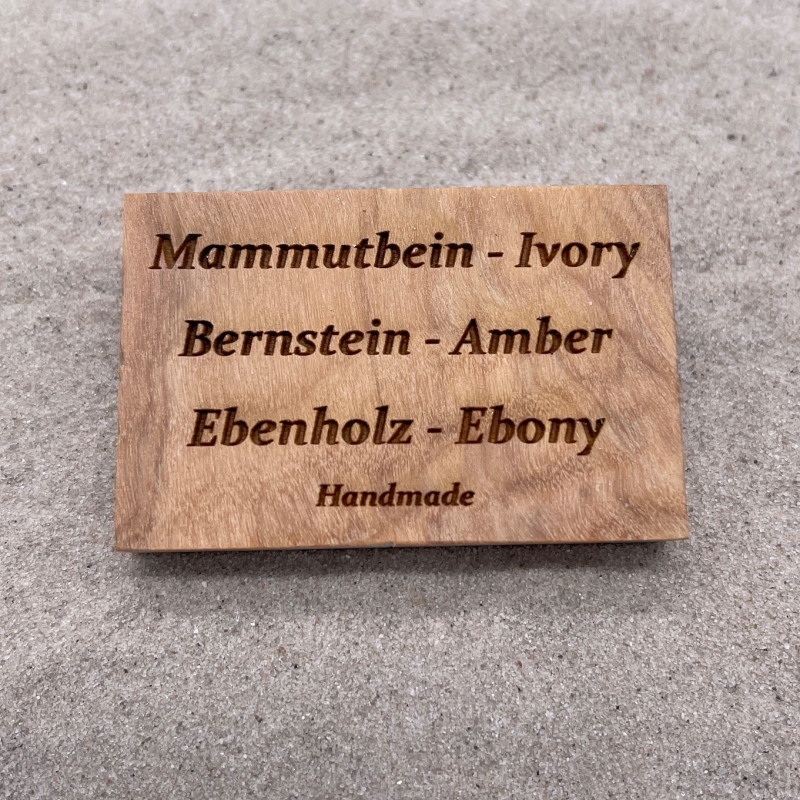 Mammutbein - Ivory
Bernstein - Amber
Ebenholz - Ebony
Handmade